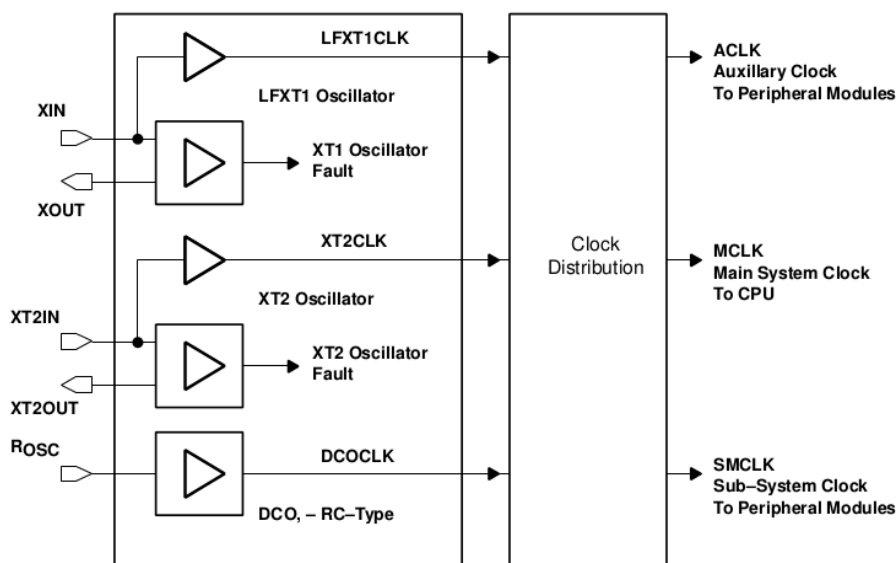 LFXT1CLK
ACLK
Auxillary Clock
To Peripheral Modules
LFXT1 Oscillator
XIN
XT1 Oscillator
Fault
XOUT
XT2CLK
Clock
Distribution
MCLK
Main System Clock
To CPU
XT2 Oscillator
XT2IN
XT2 Oscillator
Fault
XT2OUT
ROSC
DCOCLK
SMCLK
Sub–System Clock
To Peripheral Modules
DCO, – RC–Type